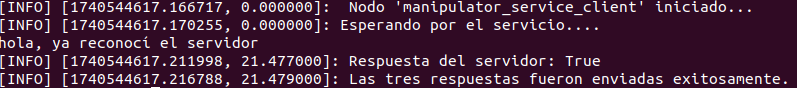 [INFO] [1740544617.166717, 0.000000]:  Nodo 'manipulator_service_client' iniciado...
[INFO] [1740544617.170255, 0.000000]: Esperando por el servicio....
hola, ya reconocí el servidor
[INFO] [1740544617.211998, 21.477000]: Respuesta del servidor: True
[INFO] [1740544617.216788, 21.479000]: Las tres respuestas fueron enviadas exitosamente.